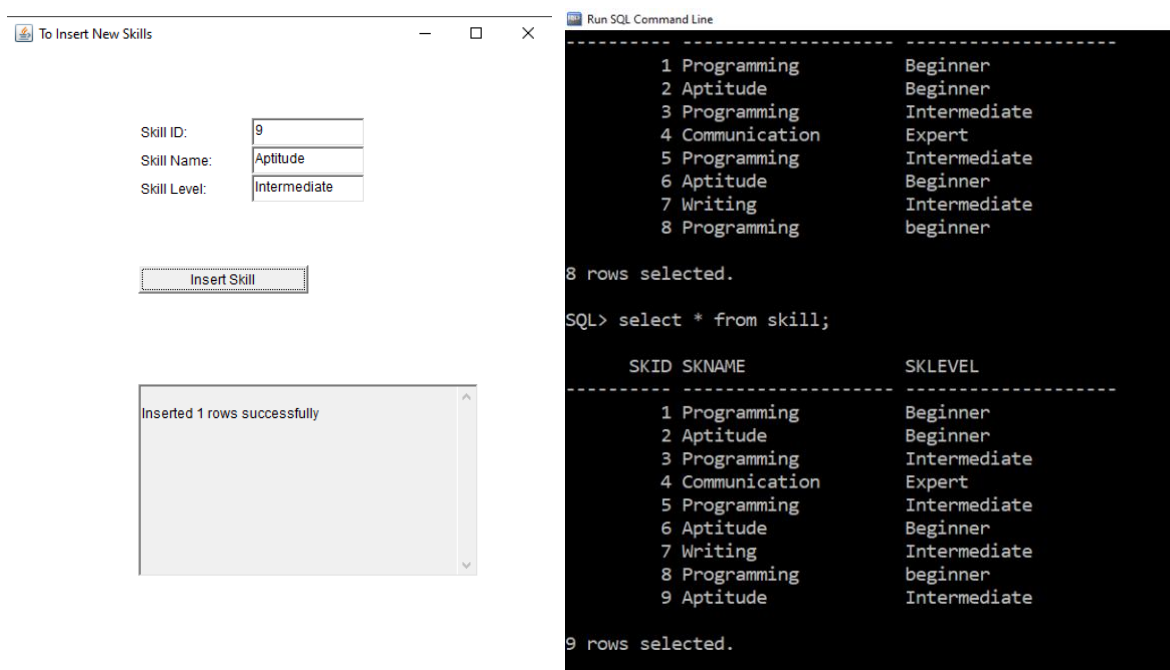 To Insert New Skills
Skill ID: 9
Skill Name: Aptitude
Skill Level: Intermediate
Insert Skill
Inserted 1 rows successfully
Run SQL Command Line
---------- -------------------- --------------------
1 Programming Beginner
2 Aptitude Beginner
3 Programming Intermediate
4 Communication Expert
5 Programming Intermediate
6 Aptitude Beginner
7 Writing Intermediate
8 Programming beginner
8 rows selected.
SQL> select * from skill;
SKID SKNAME SKLEVEL
---------- -------------------- --------------------
1 Programming Beginner
2 Aptitude Beginner
3 Programming Intermediate
4 Communication Expert
5 Programming Intermediate
6 Aptitude Beginner
7 Writing Intermediate
8 Programming beginner
9 Aptitude Intermediate
9 rows selected.